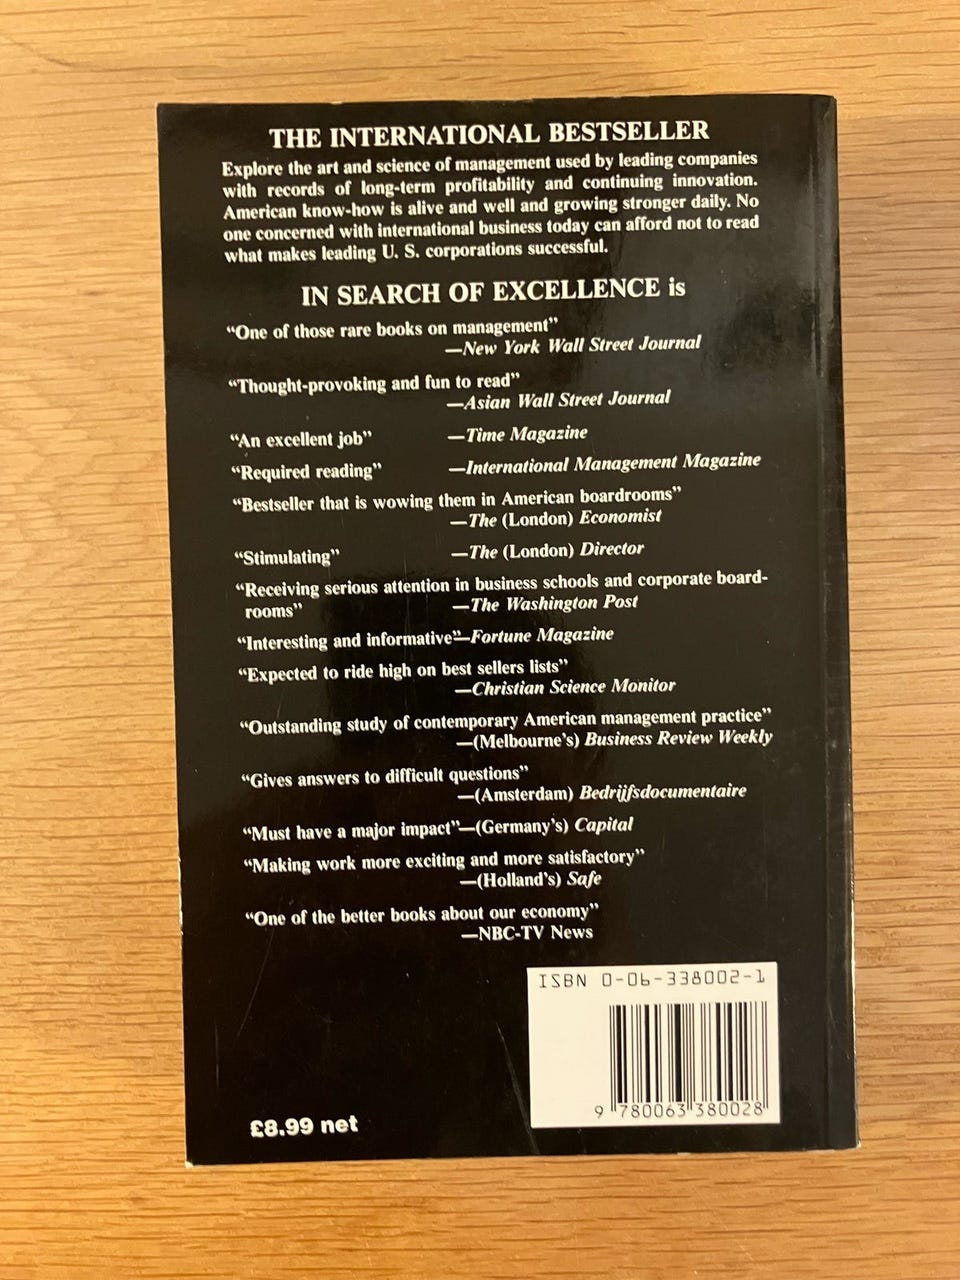 THE INTERNATIONAL BESTSELLER
Explore the art and science of management used by leading companies
with records of long-term profitability and continuing innovation.
American know-how is alive and well and growing stronger daily. No
one concerned with international business today can afford not to read
what makes leading U. S. corporations successful.
IN SEARCH OF EXCELLENCE is
“One of those rare books on management”
—New York Wall Street Journal
“Thought-provoking and fun to read”
—Asian Wall Street Journal
“An excellent job” —Time Magazine
“Required reading” —International Management Magazine
“Bestseller that is wowing them in American boardrooms”
—The (London) Economist
“Stimulating” —The (London) Director
“Receiving serious attention in business schools and corporate board-
rooms” —The Washington Post
“Interesting and informative”—Fortune Magazine
“Expected to ride high on best sellers lists”
—Christian Science Monitor
“Outstanding study of contemporary American management practice”
—(Melbourne’s) Business Review Weekly
“Gives answers to difficult questions”
—(Amsterdam) Bedrijfsdocumentaire
“Must have a major impact”—(Germany’s) Capital
“Making work more exciting and more satisfactory”
—(Holland’s) Safe
“One of the better books about our economy”
—NBC-TV News
ISBN 0-06-338002-1
9 780063 380028
£8.99 net